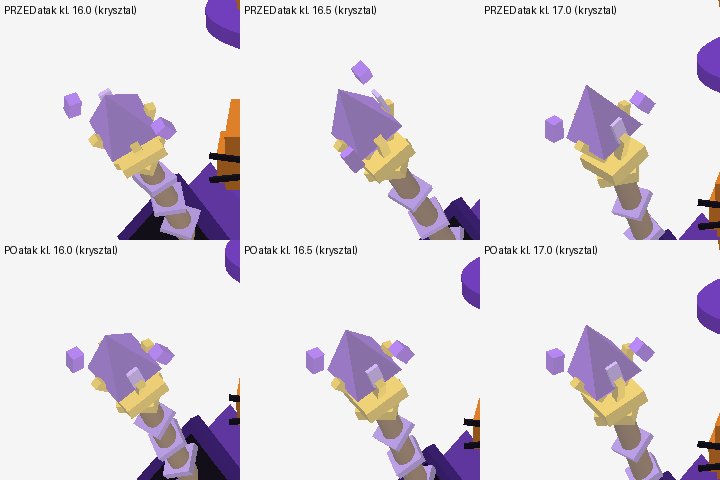 PRZEDatak kl. 16.0 (krysztal)
PRZEDatak kl. 16.5 (krysztal)
PRZEDatak kl. 17.0 (krysztal)
POatak kl. 16.0 (krysztal)
POatak kl. 16.5 (krysztal)
POatak kl. 17.0 (krysztal)